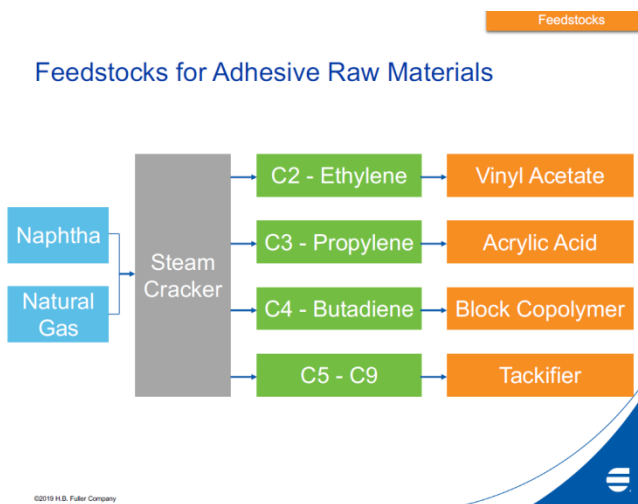 Feedstocks
Feedstocks for Adhesive Raw Materials
Naphtha
Natural
Gas
Steam
Cracker
C2 - Ethylene
Vinyl Acetate
C3 - Propylene
Acrylic Acid
C4 - Butadiene
Block Copolymer
C5 - C9
Tackifier
©2019 H.B. Fuller Company